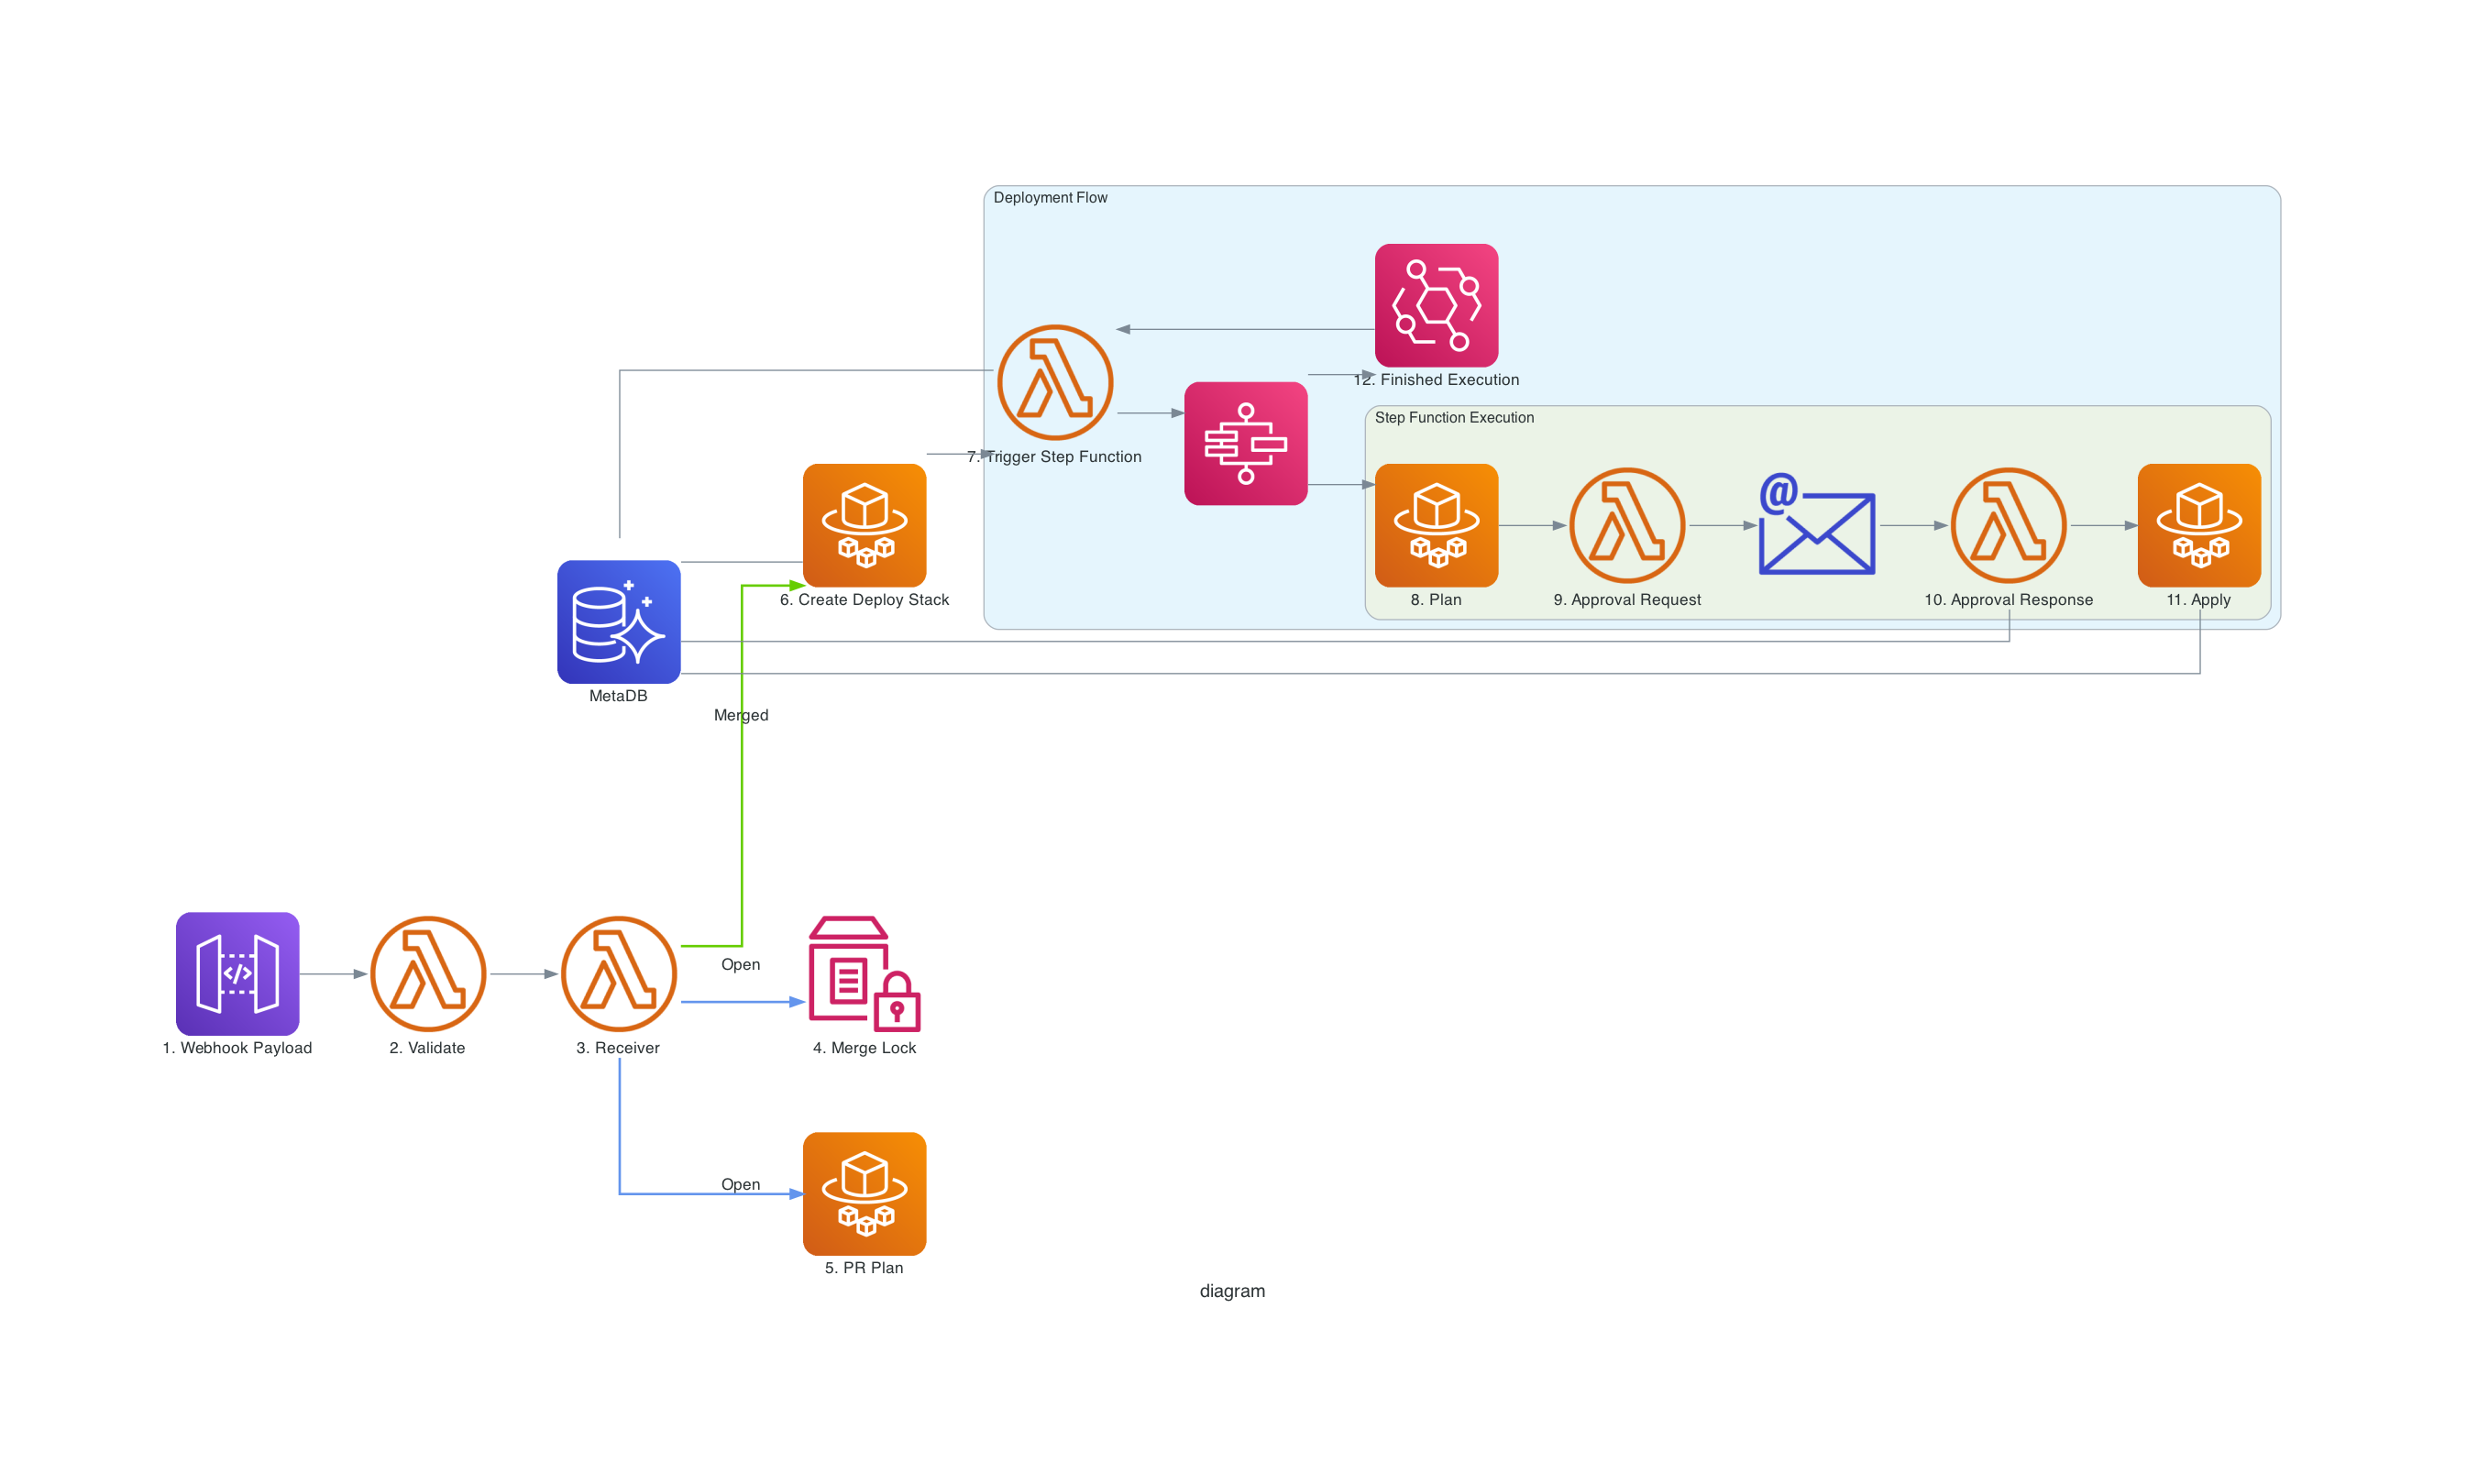 Deployment Flow
12. Finished Execution
Step Function Execution
7. Trigger Step Function
6. Create Deploy Stack
8. Plan
9. Approval Request
@
10. Approval Response
11. Apply
MetaDB
Merged
Open
1. Webhook Payload
2. Validate
3. Receiver
4. Merge Lock
Open
5. PR Plan
diagram